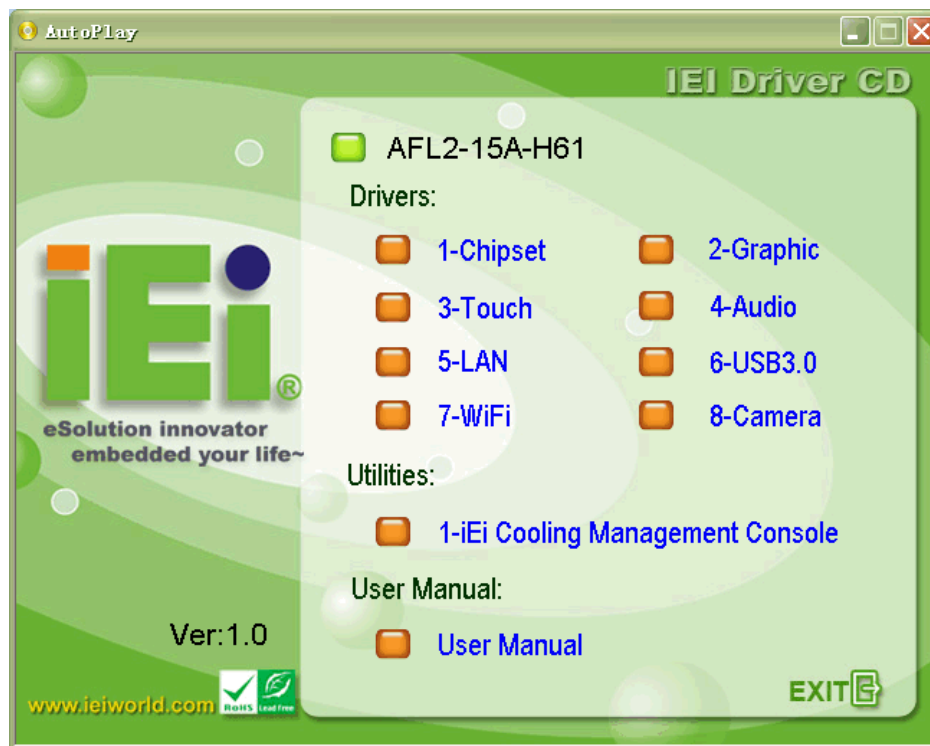 AutoPlay
IEI Driver CD
AFL2-15A-H61
Drivers:
1-Chipset 2-Graphic
3-Touch 4-Audio
5-LAN 6-USB3.0
7-WiFi 8-Camera
iEi®
eSolution innovator
embedded your life~
Utilities:
1-iEi Cooling Management Console
User Manual:
User Manual
Ver:1.0
www.ieiworld.com
RoHS Lead Free
EXIT